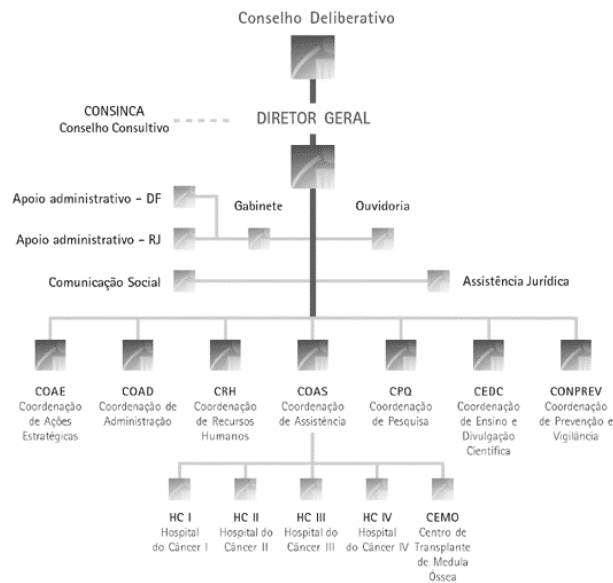 Conselho Deliberativo
CONSINCA
Conselho Consultivo
DIRETOR GERAL
Apoio administrativo - DF
Gabinete
Ouvidoria
Apoio administrativo - RJ
Comunicação Social
Assistência Jurídica
COAE
Coordenação
de Ações
Estratégicas
COAD
Coordenação de
Administração
CRH
Coordenação
de Recursos
Humanos
COAS
Coordenação
de Assistência
CPQ
Coordenação
de Pesquisa
CEDC
Coordenação
de Ensino e
Divulgação
Científica
CONPREV
Coordenação
de Prevenção e
Vigilância
HC I
Hospital
do Câncer I
HC II
Hospital do
Câncer II
HC III
Hospital do
Câncer III
HC IV
Hospital
do Câncer IV
CEMO
Centro de
Transplante
de Medula
Óssea